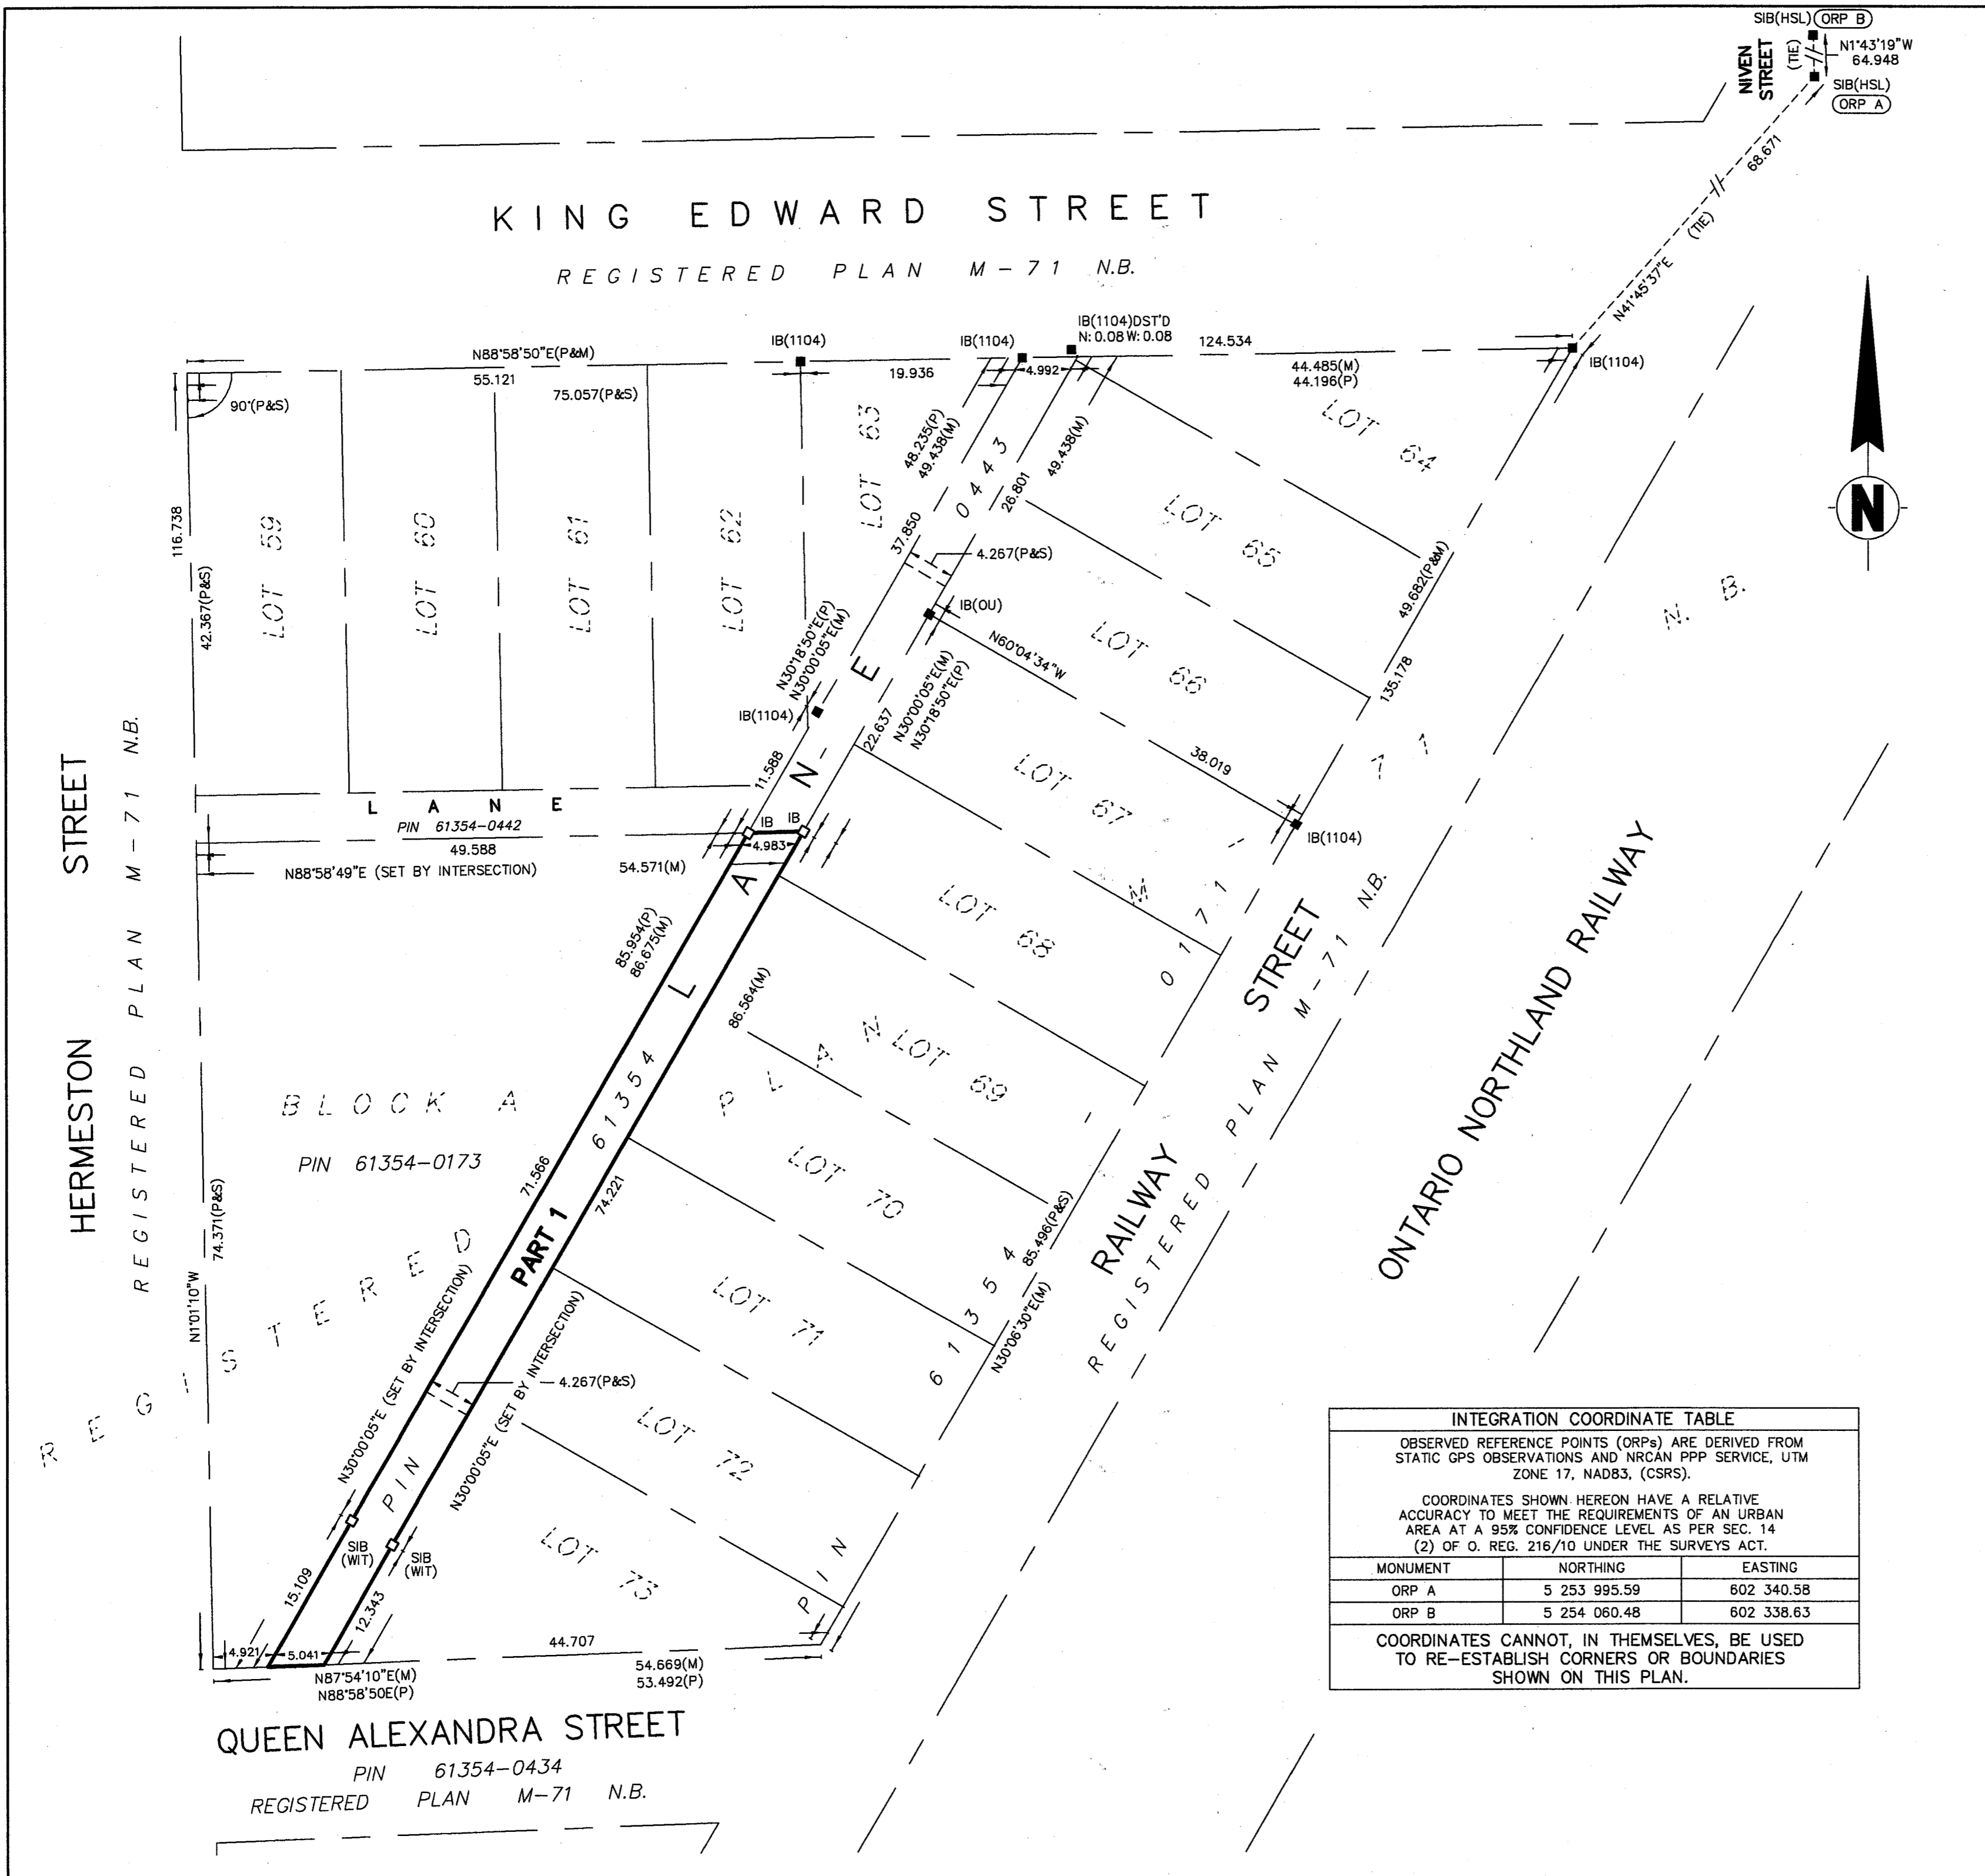 SIB(HSL) ORP B
NIVEN
STREET
(TIE)
N1°43'19"W
64.948
SIB(HSL)
ORP A
68.671
(TIE)
N41°45'37"E
KING EDWARD STREET
REGISTERED PLAN M-71 N.B.
N88°58'50"E(P&M)
55.121
75.057(P&S)
90°(P&S)
IB(1104)
19.936
IB(1104)
4.992
IB(1104)DST'D
N: 0.08 W: 0.08
124.534
44.485(M)
44.196(P)
IB(1104)
116.738
42.367(P&S)
LOT 59
LOT 60
LOT 61
LOT 62
LOT 63
LOT 64
LOT 65
LOT 66
LOT 67
LOT 68
LOT 69
LOT 70
LOT 71
LOT 72
LOT 73
48.235(P)
49.438(M)
37.850
0443
26.801
49.438(M)
4.267(P&S)
IB(OU)
N60°04'34"W
38.019
49.682(P&M)
135.178
N30°18'50"E(P)
N30°00'05"E(M)
IB(1104)
11.588
22.637
N30°00'05"E(M)
N30°18'50"E(P)
IB(1104)
LANE
PIN 61354-0442
49.588
N88°58'49"E (SET BY INTERSECTION)
54.571(M)
IB
IB
4.983
LANE
85.954(P)
86.675(M)
86.564(M)
HERMESTON STREET
REGISTERED PLAN M-71 N.B.
BLOCK A
PIN 61354-0173
REGISTERED PLAN M-71 N. B.
74.371(P&S)
N1°01'10"W
71.566
74.221
PART 1
PIN 61354
N30°00'05"E (SET BY INTERSECTION)
N30°00'05"E (SET BY INTERSECTION)
4.267(P&S)
SIB
(WIT)
SIB
(WIT)
15.109
12.343
4.921
5.041
N87°54'10"E(M)
N88°58'50E(P)
44.707
54.669(M)
53.492(P)
85.496(P&S)
N30°06'30"E(M)
PIN 61354-0171
RAILWAY STREET
REGISTERED PLAN M-71 N.B.
ONTARIO NORTHLAND RAILWAY
N
QUEEN ALEXANDRA STREET
PIN 61354-0434
REGISTERED PLAN M-71 N.B.
INTEGRATION COORDINATE TABLE
OBSERVED REFERENCE POINTS (ORPs) ARE DERIVED FROM
STATIC GPS OBSERVATIONS AND NRCAN PPP SERVICE, UTM
ZONE 17, NAD83, (CSRS).
COORDINATES SHOWN HEREON HAVE A RELATIVE
ACCURACY TO MEET THE REQUIREMENTS OF AN URBAN
AREA AT A 95% CONFIDENCE LEVEL AS PER SEC. 14
(2) OF O. REG. 216/10 UNDER THE SURVEYS ACT.
MONUMENT NORTHING EASTING
ORP A 5 253 995.59 602 340.58
ORP B 5 254 060.48 602 338.63
COORDINATES CANNOT, IN THEMSELVES, BE USED
TO RE-ESTABLISH CORNERS OR BOUNDARIES
SHOWN ON THIS PLAN.